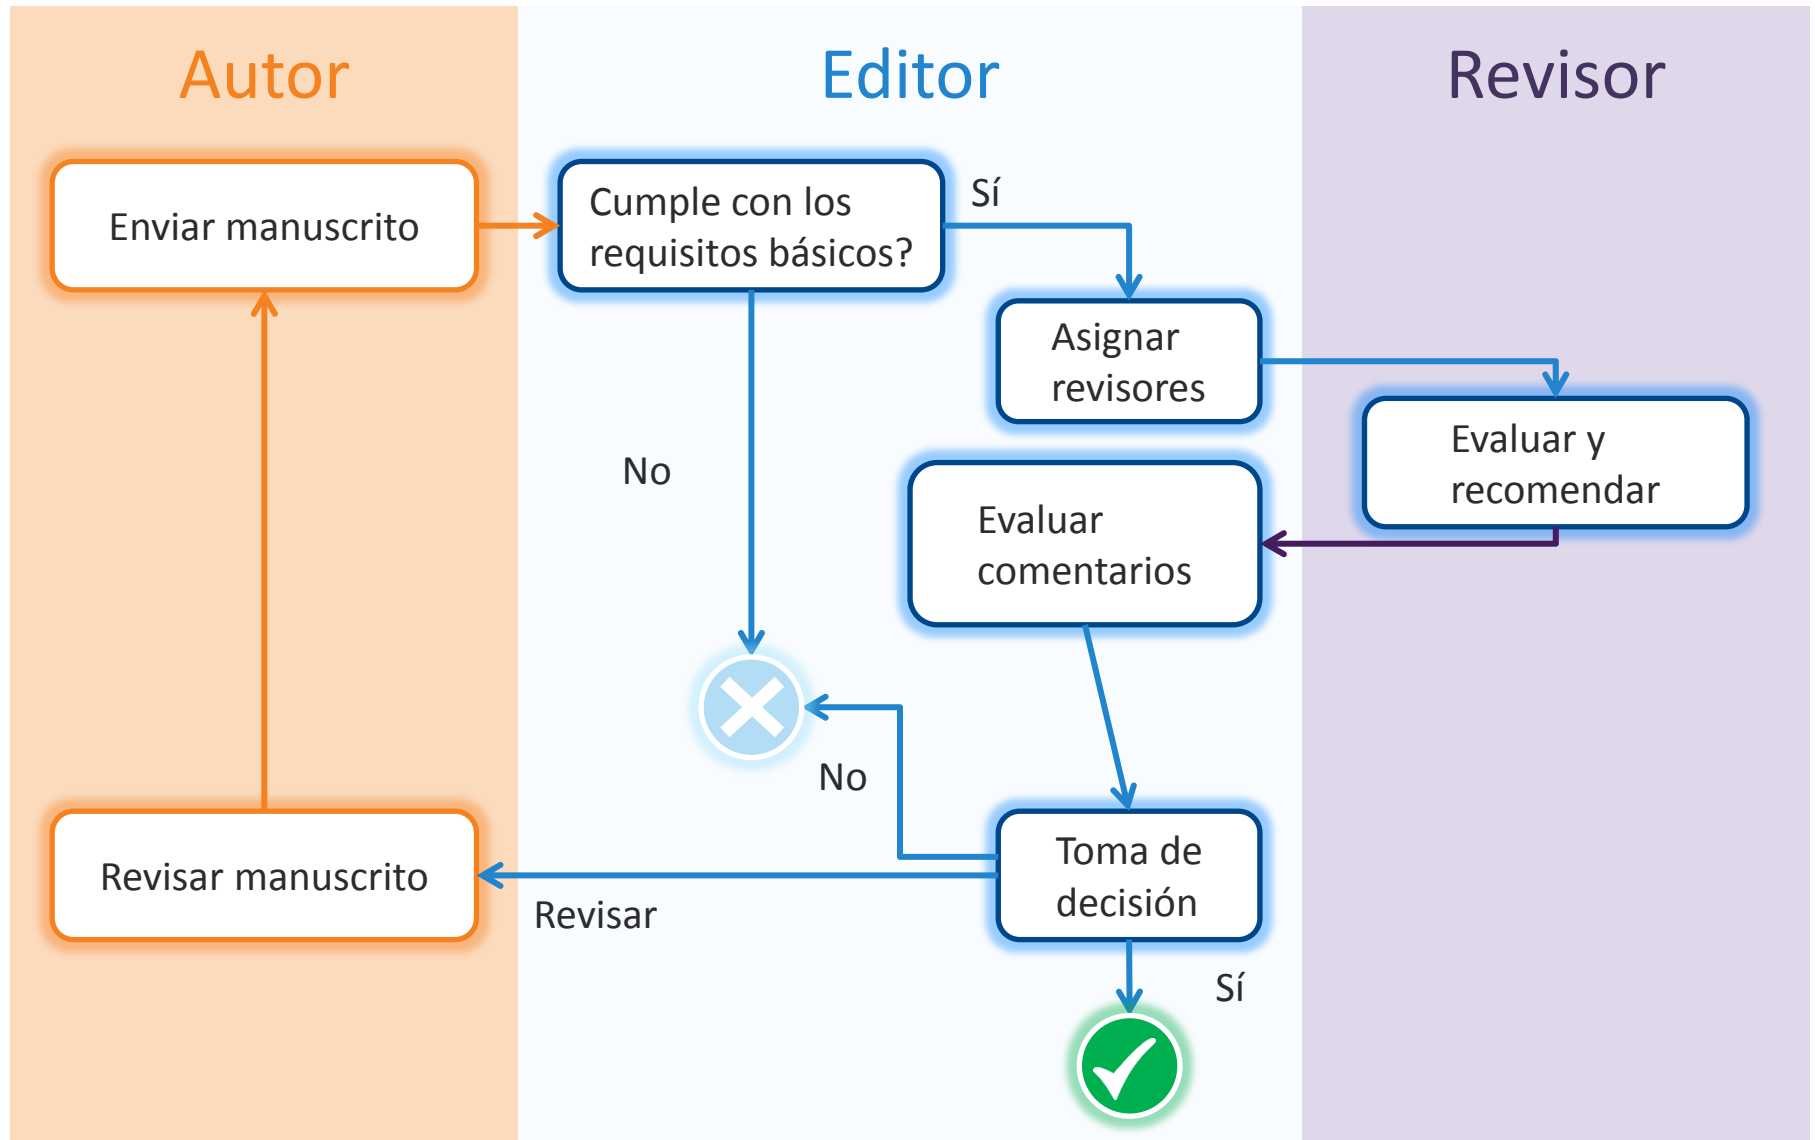 Autor
Editor
Revisor
Enviar manuscrito
Cumple con los
requisitos básicos?
Sí
Asignar
revisores
Evaluar y
recomendar
No
Evaluar
comentarios
No
Toma de
decisión
Revisar manuscrito
Revisar
Sí